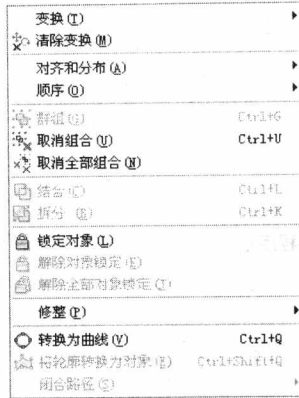 变换(T)
清除变换(M)
对齐和分布(A)
顺序(O)
群组(G) Ctrl+G
取消组合(U) Ctrl+U
取消全部组合(N)
结合(C) Ctrl+L
拆分(B) Ctrl+K
锁定对象(L)
解除对象锁定(K)
解除全部对象锁定(J)
修整(P)
转换为曲线(V) Ctrl+Q
将轮廓转换为对象(E) Ctrl+Shift+Q
闭合路径(S)